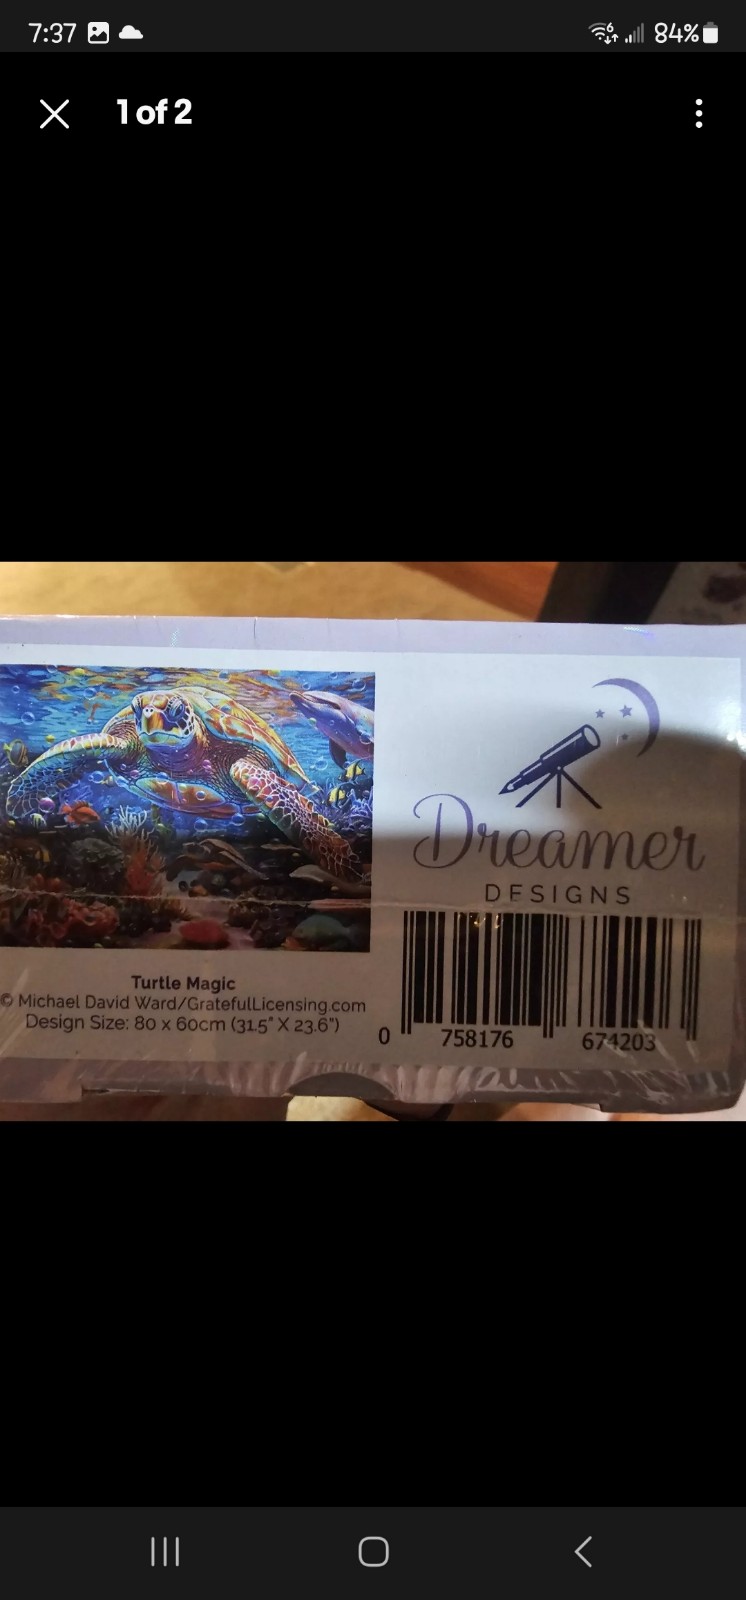 7:37
84%
1 of 2
Dreamer
DESIGNS
Turtle Magic
© Michael David Ward/GratefulLicensing.com
Design Size: 80 x 60cm (31.5" X 23.6")
0 758176 674203